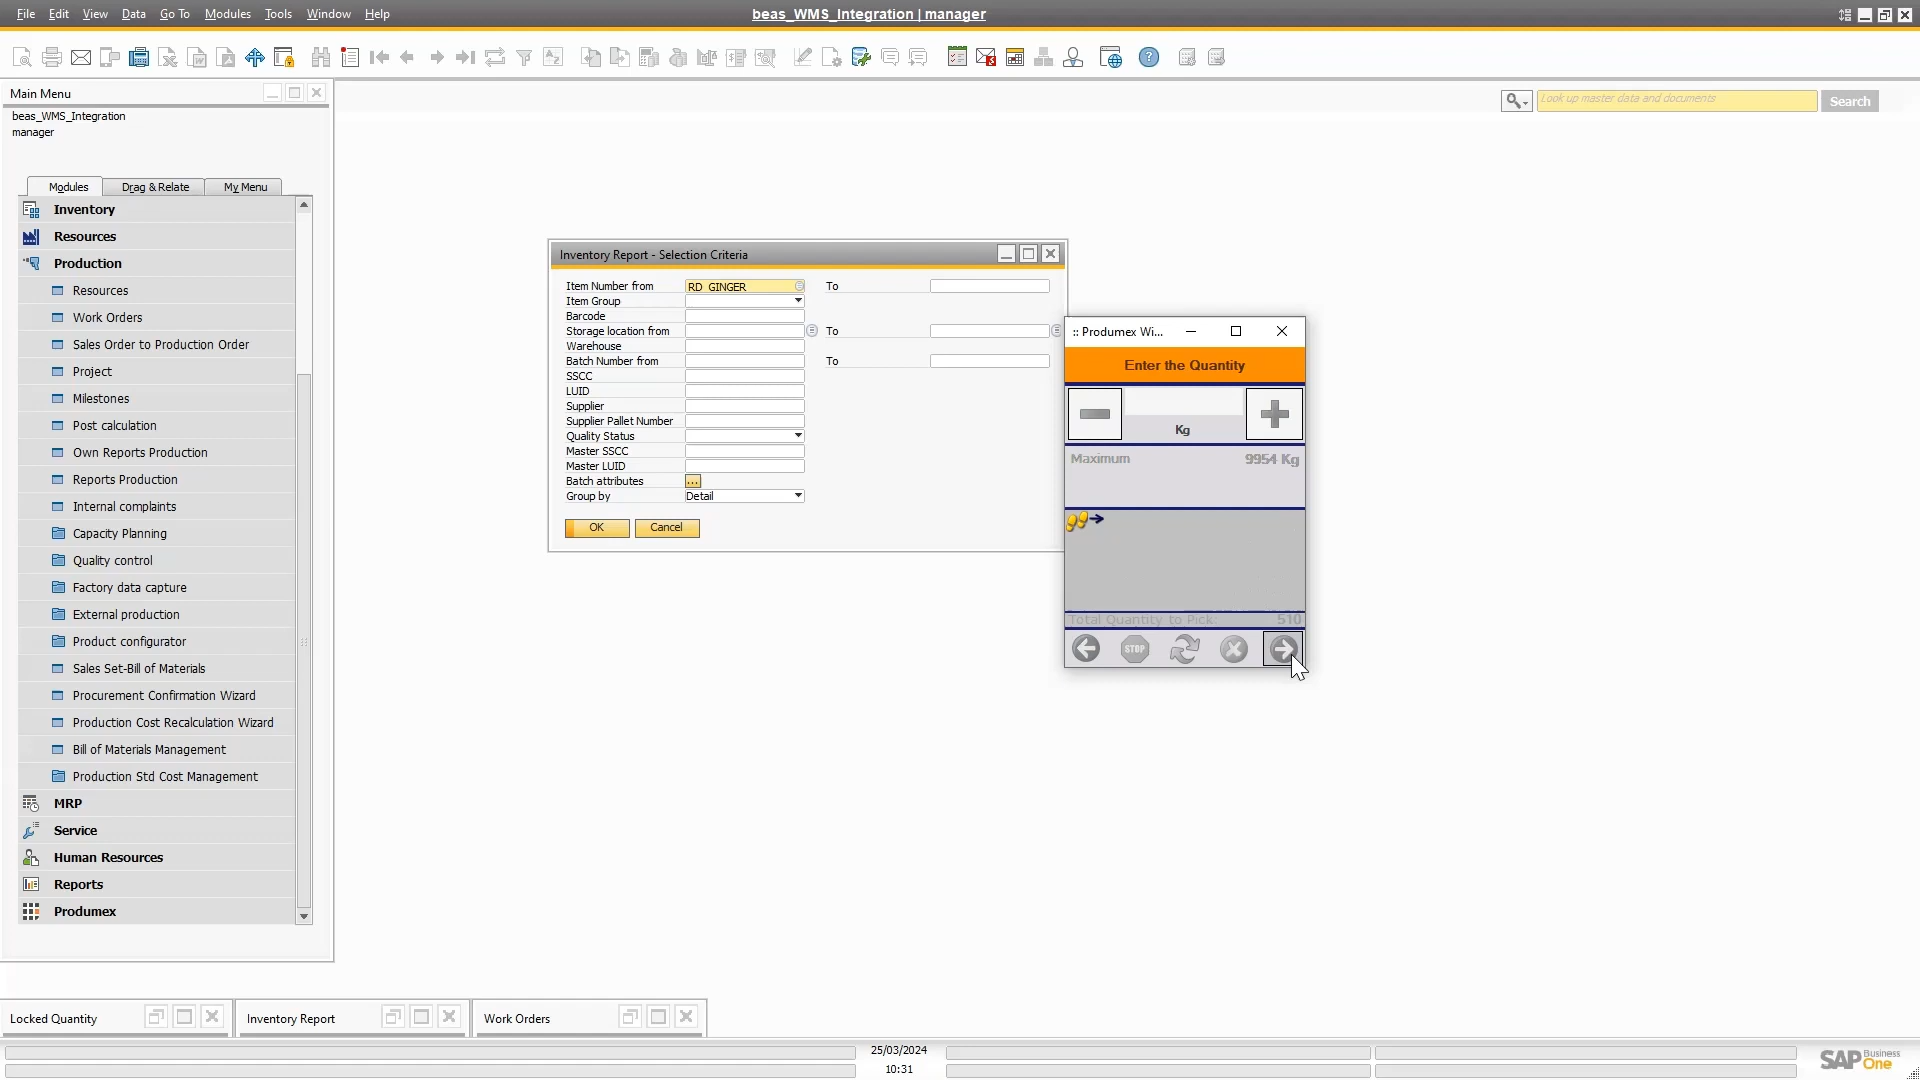 File Edit View Data Go To Modules Tools Window Help
beas_WMS_Integration | manager
Main Menu
Look up master data and documents
Search
beas_WMS_Integration
manager
Modules Drag & Relate My Menu
Inventory
Resources
Production
Resources
Work Orders
Sales Order to Production Order
Project
Milestones
Post calculation
Own Reports Production
Reports Production
Internal complaints
Capacity Planning
Quality control
Factory data capture
External production
Product configurator
Sales Set-Bill of Materials
Procurement Confirmation Wizard
Production Cost Recalculation Wizard
Bill of Materials Management
Production Std Cost Management
MRP
Service
Human Resources
Reports
Produmex
Inventory Report - Selection Criteria
Item Number from RD_GINGER To
Item Group
Barcode
Storage location from To
Warehouse
Batch Number from To
SSCC
LUID
Supplier
Supplier Pallet Number
Quality Status
Master SSCC
Master LUID
Batch attributes ...
Group by Detail
OK Cancel
:: Produmex Wi...
Enter the Quantity
Kg
Maximum 9954 Kg
Total Quantity to Pick: 510
STOP
Locked Quantity Inventory Report Work Orders
25/03/2024
10:31
SAP Business One